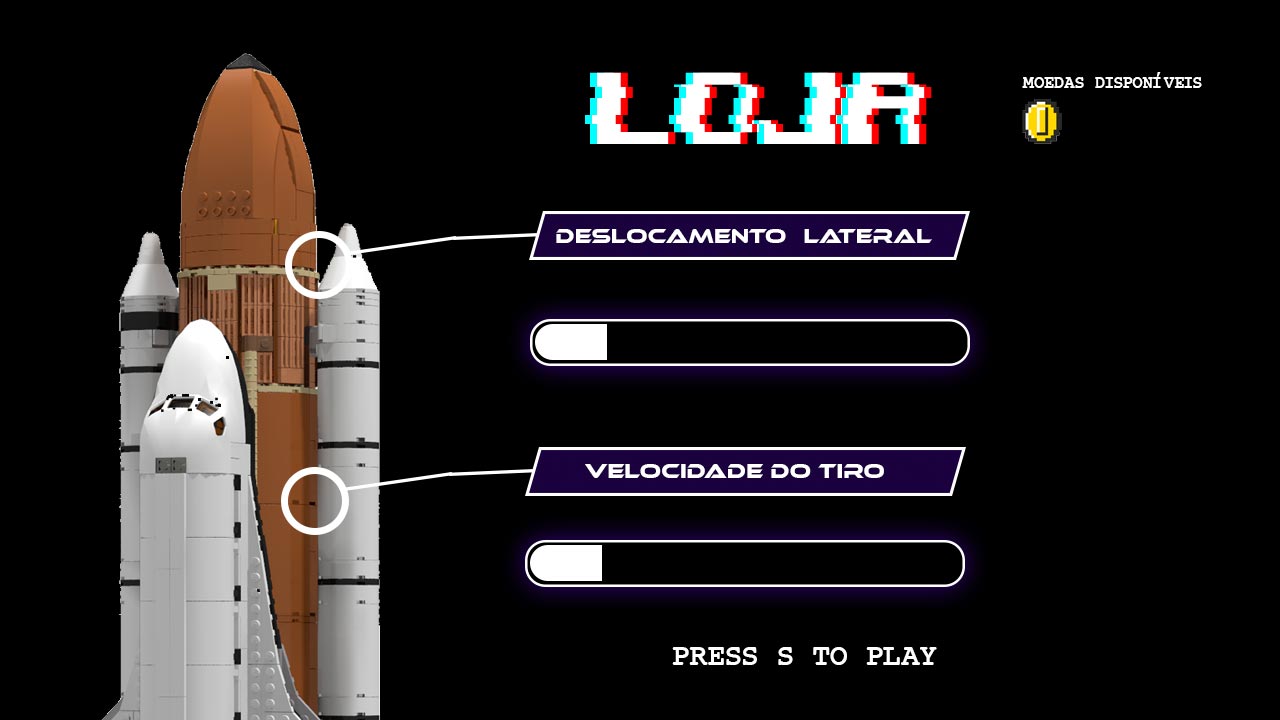 LOJA
MOEDAS DISPONÍVEIS
DESLOCAMENTO LATERAL
VELOCIDADE DO TIRO
PRESS S TO PLAY